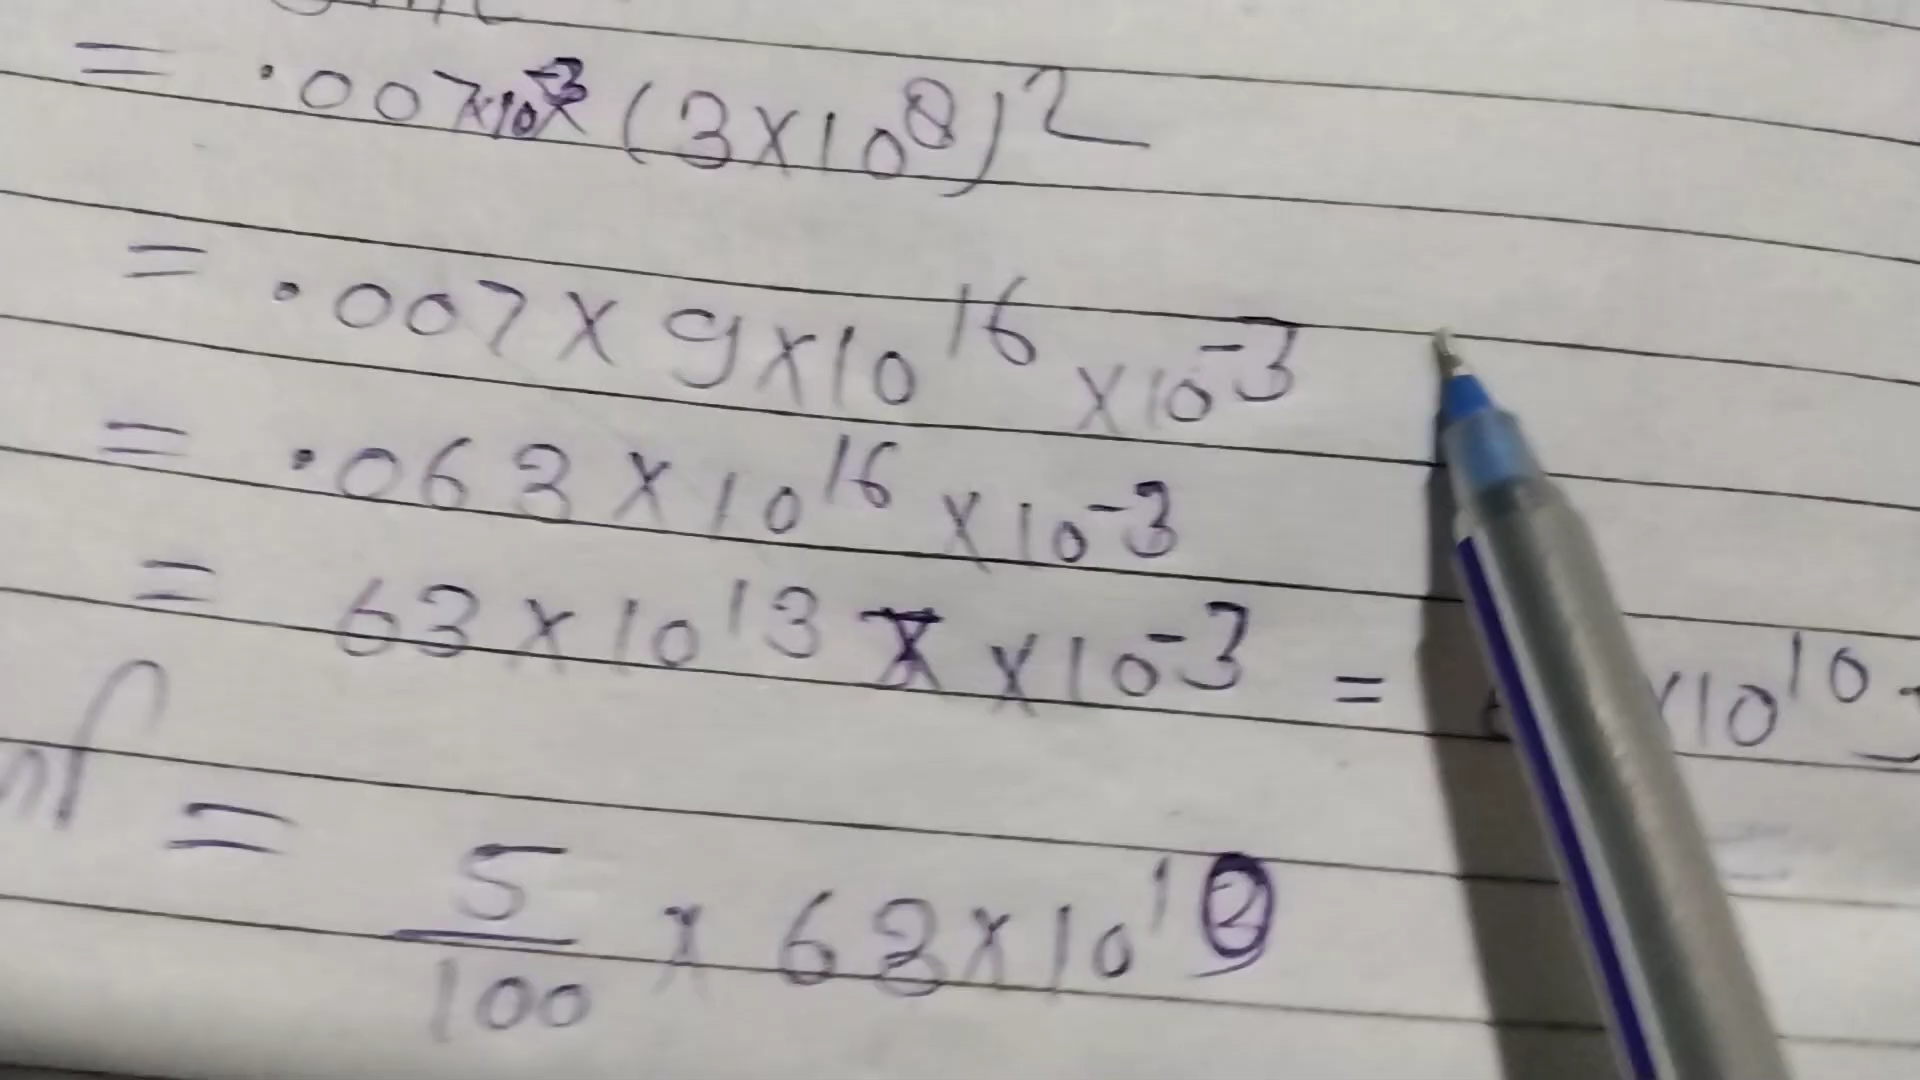 = .007×10⁻³ (3×10⁸)²
= .007 × 9×10¹⁶ ×10⁻³
= .063 × 10¹⁶ × 10⁻³
= 63 × 10¹³ × 10⁻³ = ×10¹⁰
= 5/100 × 63×10¹⁰